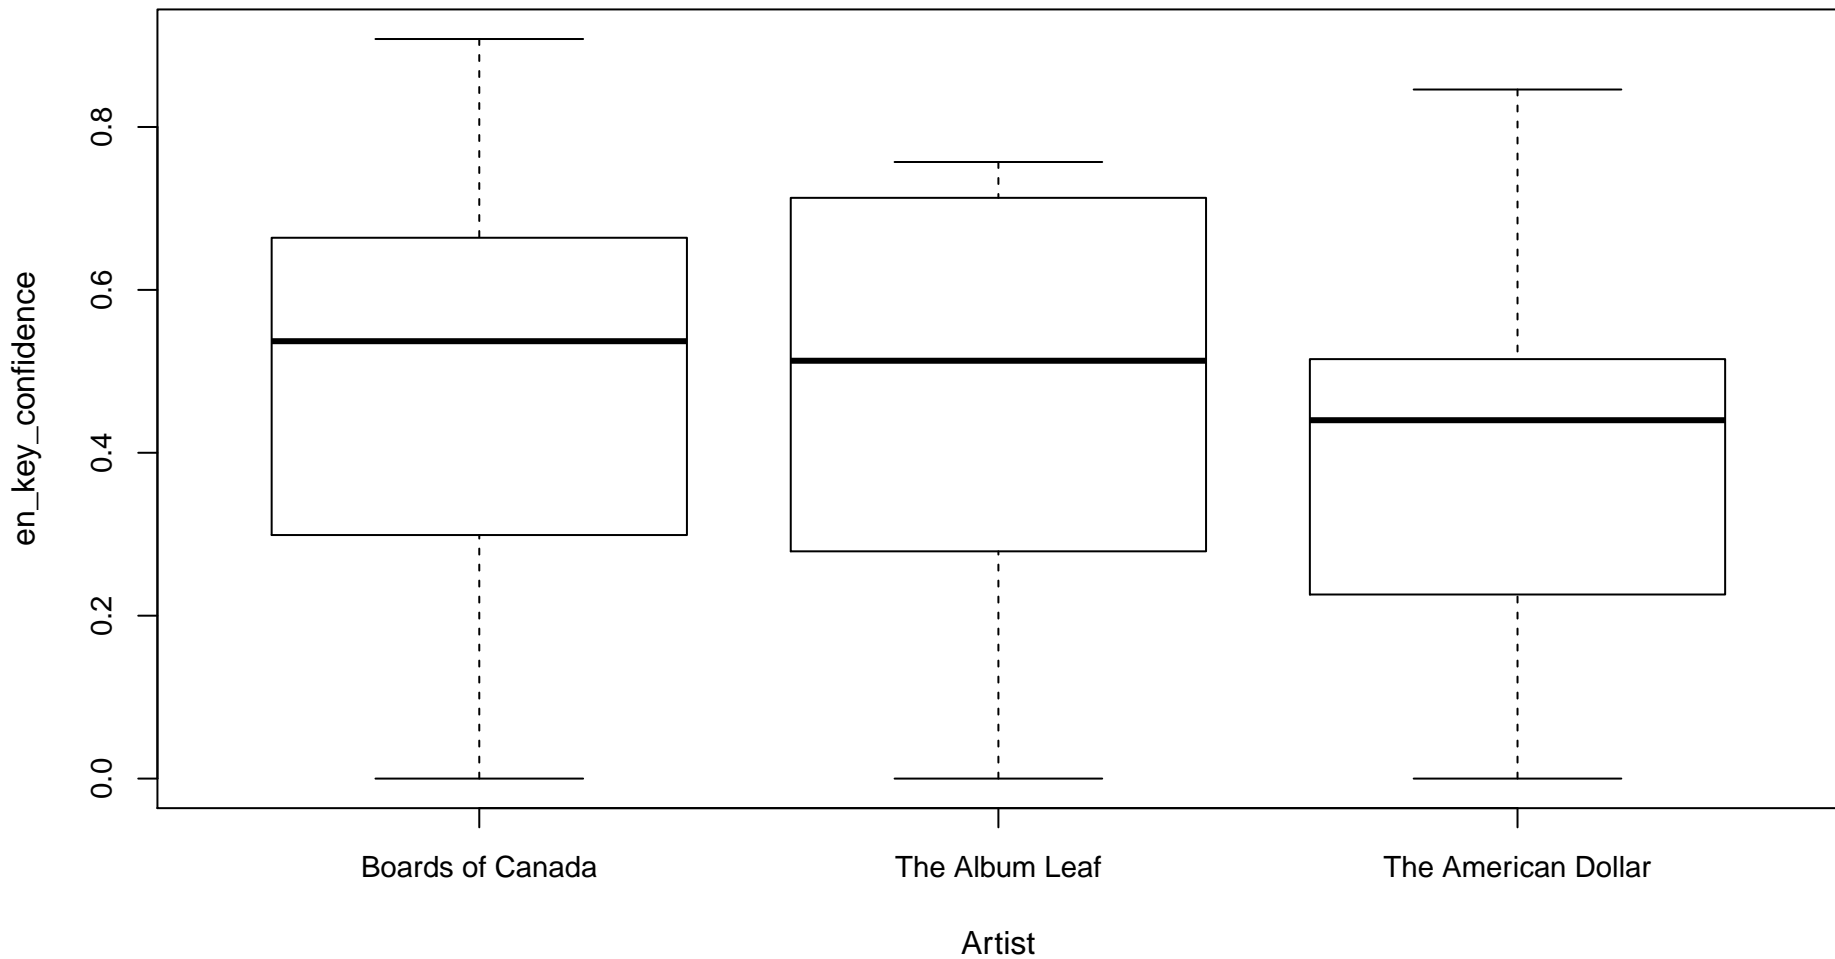 en_key_confidence
0.8
0.6
0.4
0.2
0.0
Boards of Canada
The Album Leaf
The American Dollar
Artist